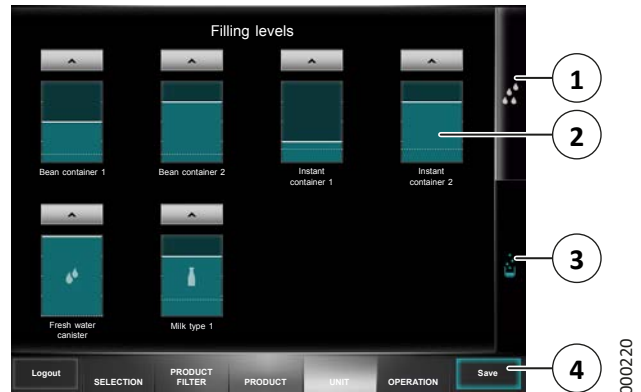 Filling levels
1
2
Bean container 1
Bean container 2
Instant
container 1
Instant
container 2
3
Fresh water
canister
Milk type 1
Logout
SELECTION
PRODUCT
FILTER
PRODUCT
UNIT
OPERATION
Save
4
000220